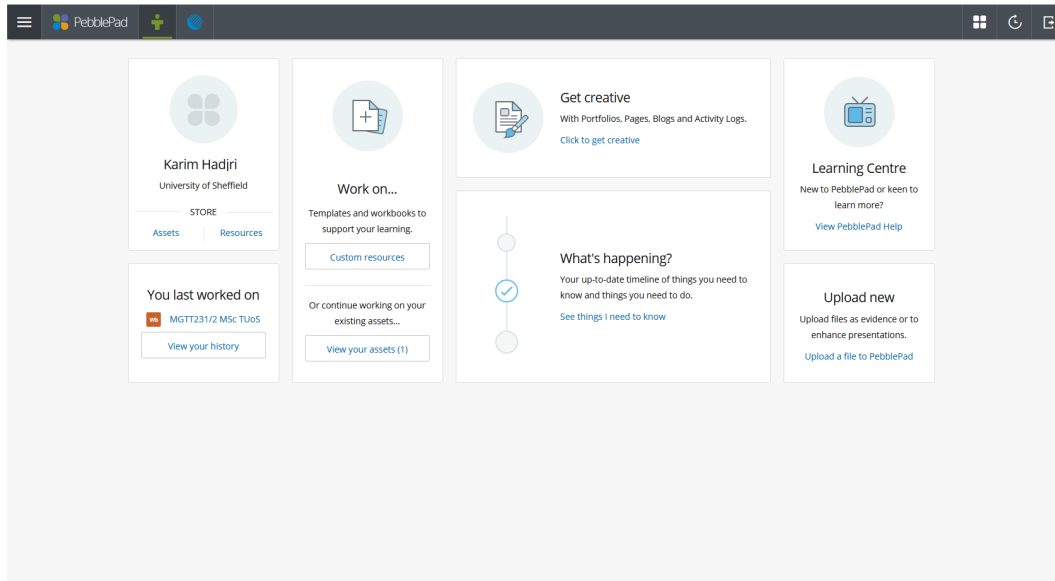 PebblePad
Karim Hadjri
University of Sheffield
STORE
Assets
Resources
You last worked on
Wb MGTT231/2 MSc TUoS
View your history
Work on...
Templates and workbooks to
support your learning.
Custom resources
Or continue working on your
existing assets...
View your assets (1)
Get creative
With Portfolios, Pages, Blogs and Activity Logs.
Click to get creative
What's happening?
Your up-to-date timeline of things you need to
know and things you need to do.
See things I need to know
Learning Centre
New to PebblePad or keen to
learn more?
View PebblePad Help
Upload new
Upload files as evidence or to
enhance presentations.
Upload a file to PebblePad